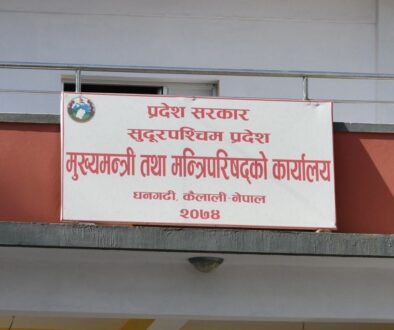 प्रदेश सरकार
सुदूरपश्चिम प्रदेश
मुख्यमन्त्री तथा मन्त्रिपरिषद्को कार्यालय
धनगढी, कैलाली-नेपाल
२०७४